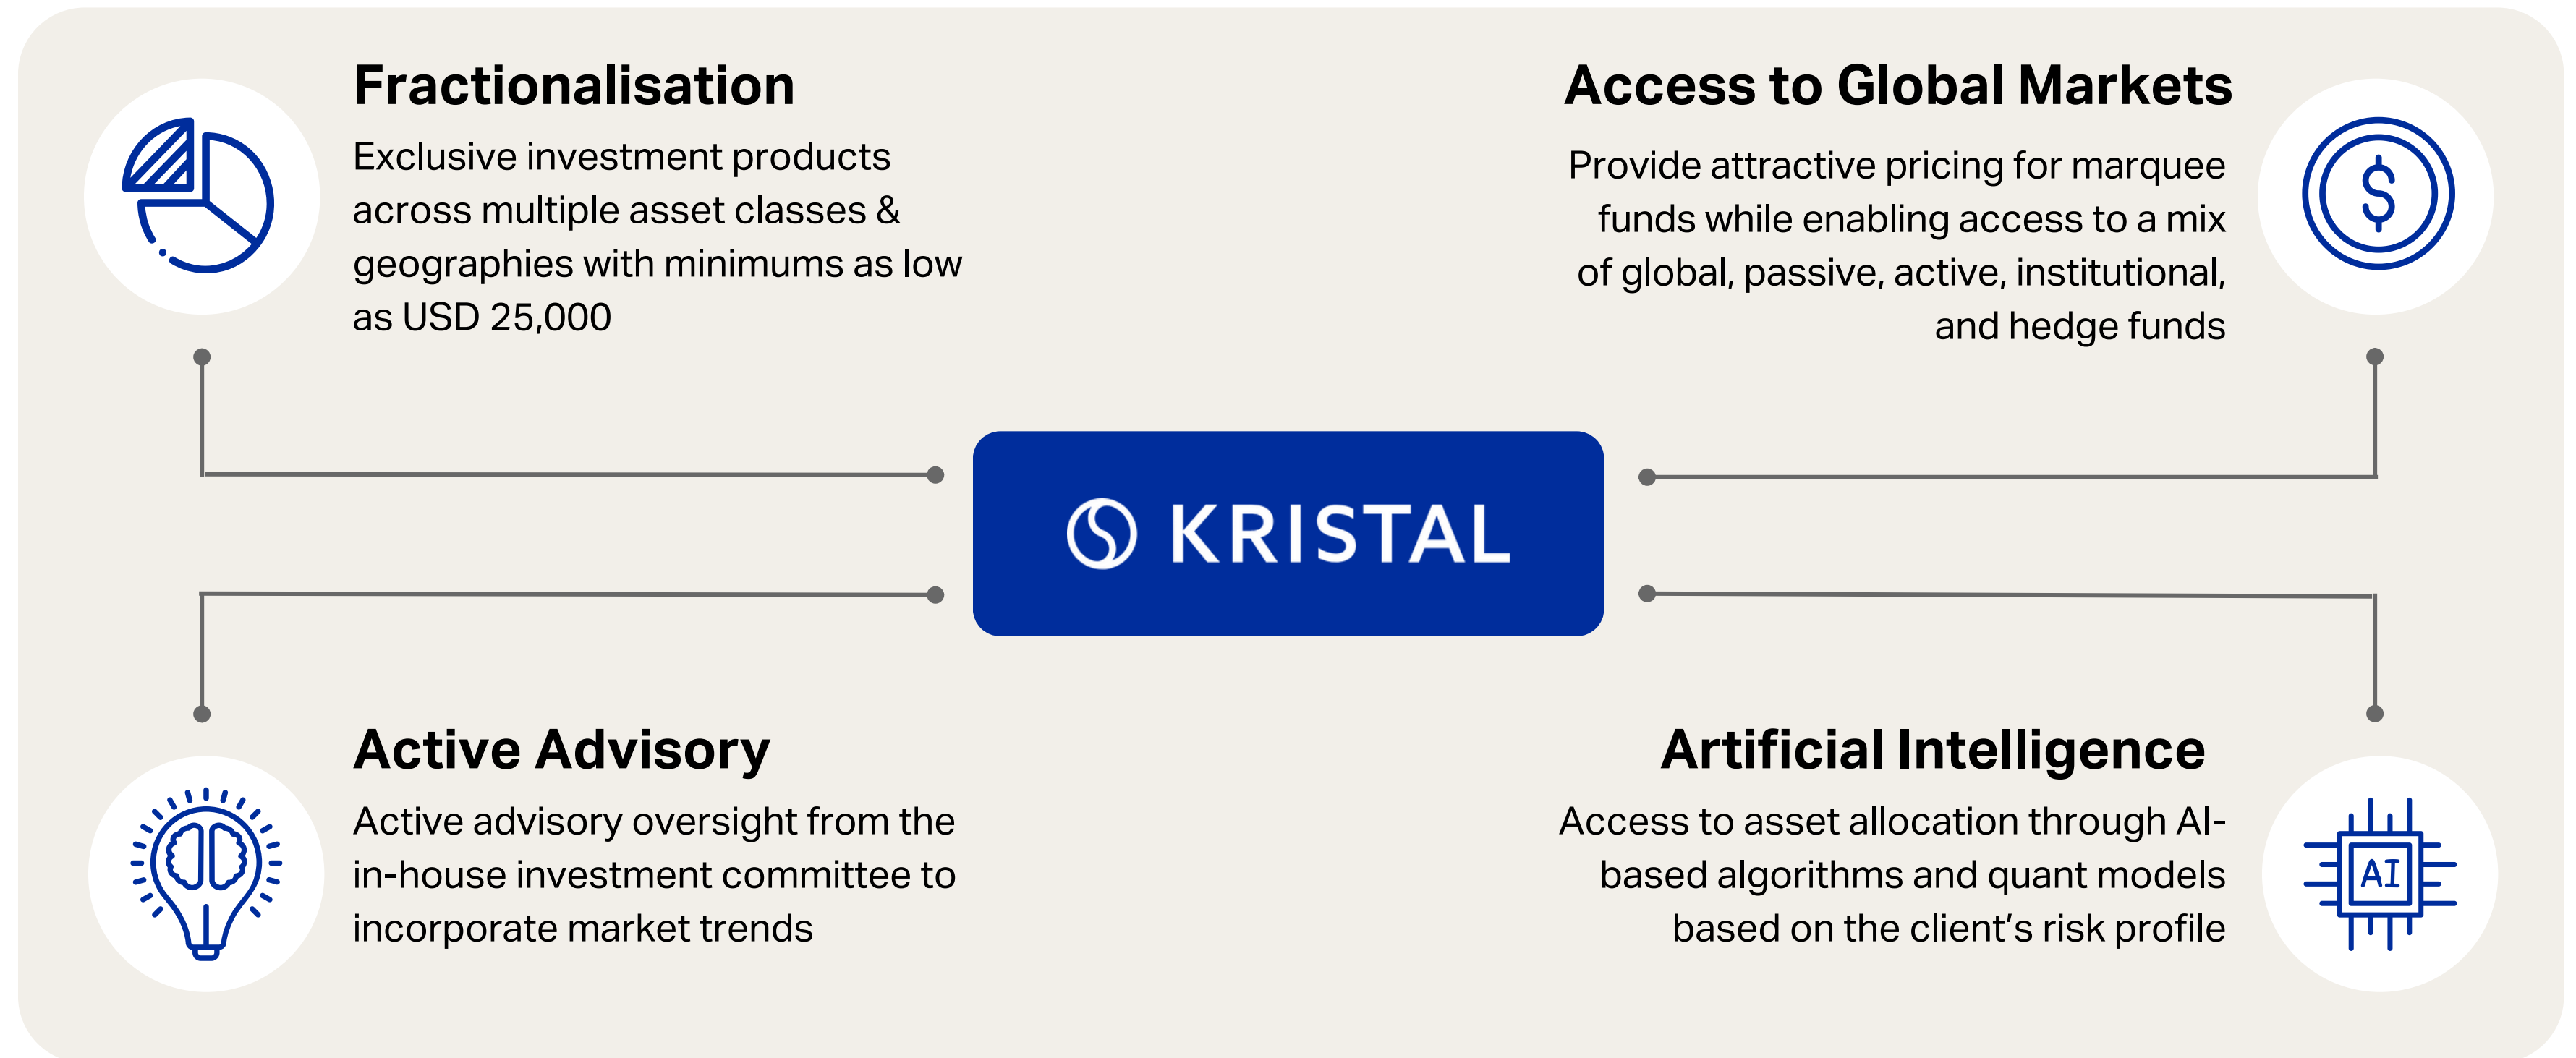 Fractionalisation
Exclusive investment products
across multiple asset classes &
geographies with minimums as low
as USD 25,000
Access to Global Markets
Provide attractive pricing for marquee
funds while enabling access to a mix
of global, passive, active, institutional,
and hedge funds
KRISTAL
Active Advisory
Active advisory oversight from the
in-house investment committee to
incorporate market trends
Artificial Intelligence
Access to asset allocation through AI-
based algorithms and quant models
based on the client's risk profile
$
AI